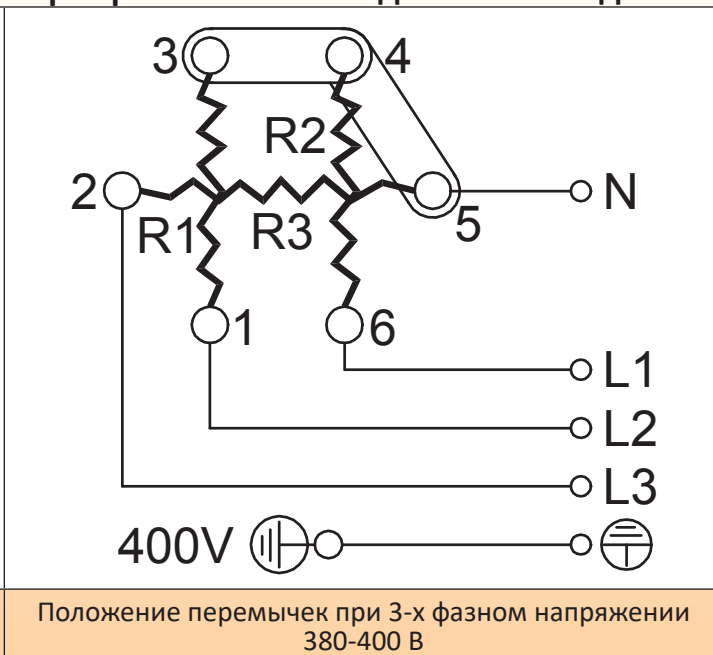 3 4
R2
2 N
5
R1 R3
1 6
L1
L2
L3
400V
Положение перемычек при 3-х фазном напряжении
380-400 В